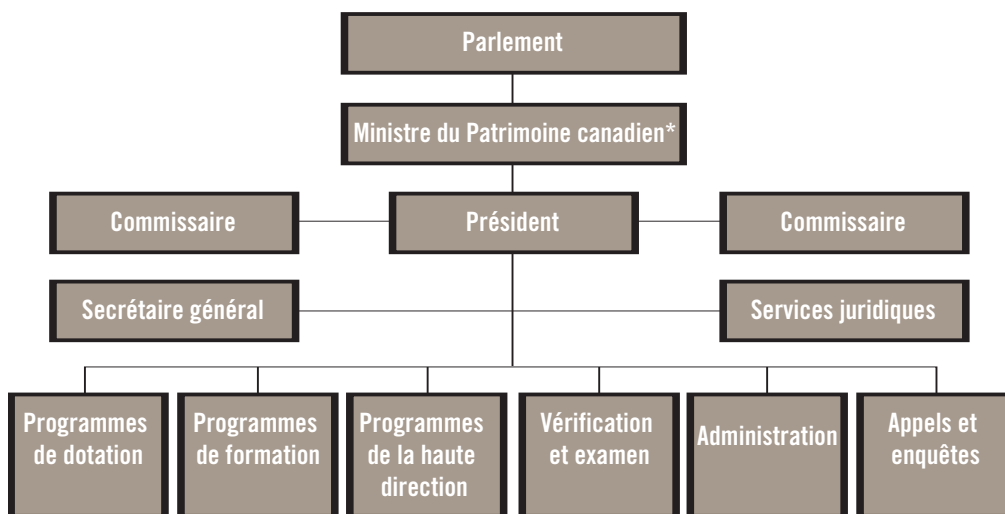 Parlement
Ministre du Patrimoine canadien*
Commissaire
Président
Commissaire
Secrétaire général
Services juridiques
Programmes
de dotation
Programmes
de formation
Programmes
de la haute
direction
Vérification
et examen
Administration
Appels et
enquêtes